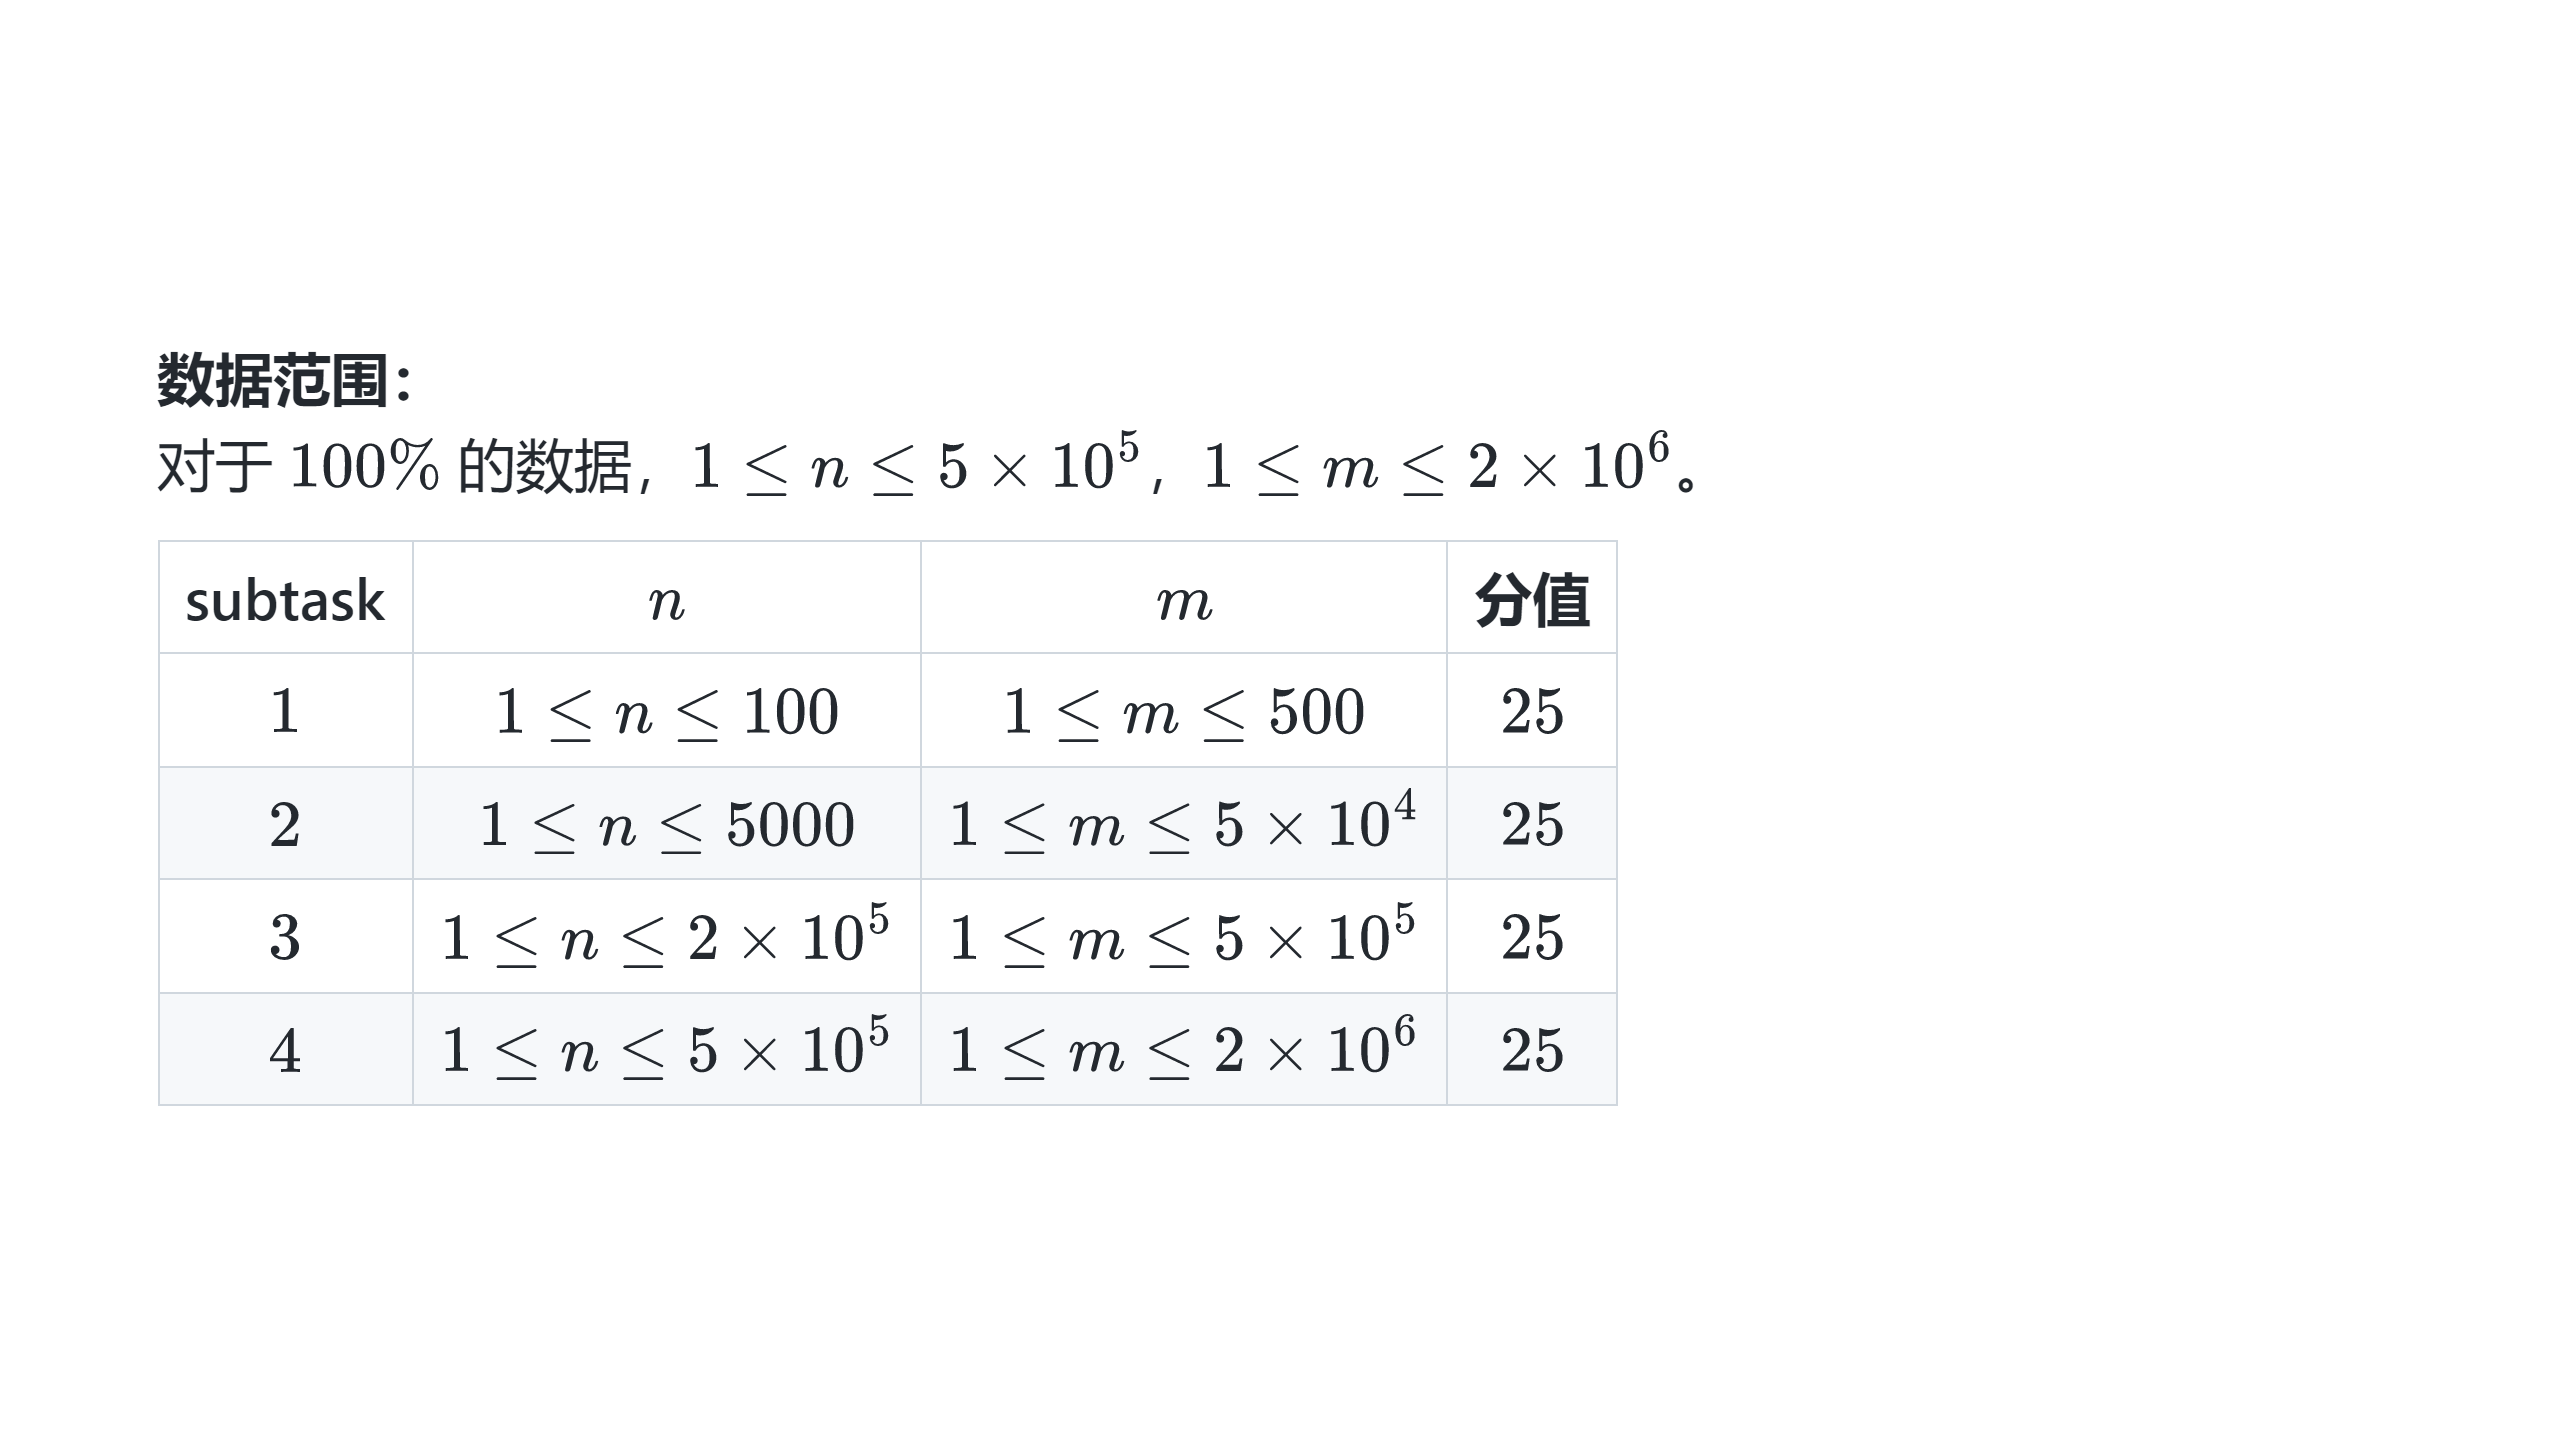 数据范围：
对于 100% 的数据，1 ≤ n ≤ 5 × 10^5，1 ≤ m ≤ 2 × 10^6。
subtask n m 分值
1 1 ≤ n ≤ 100 1 ≤ m ≤ 500 25
2 1 ≤ n ≤ 5000 1 ≤ m ≤ 5 × 10^4 25
3 1 ≤ n ≤ 2 × 10^5 1 ≤ m ≤ 5 × 10^5 25
4 1 ≤ n ≤ 5 × 10^5 1 ≤ m ≤ 2 × 10^6 25